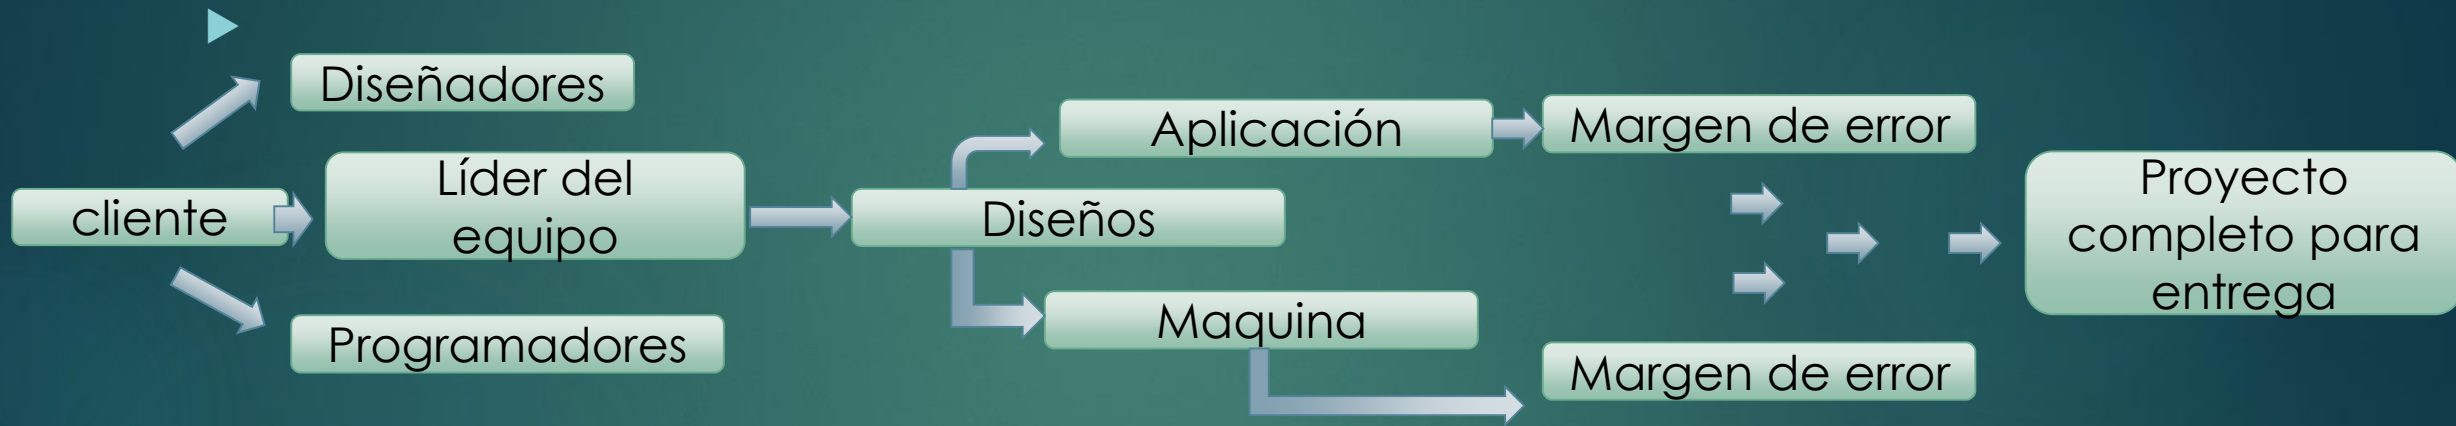 Diseñadores
Líder del
equipo
cliente
Programadores
Diseños
Aplicación
Maquina
Margen de error
Margen de error
Proyecto
completo para
entrega